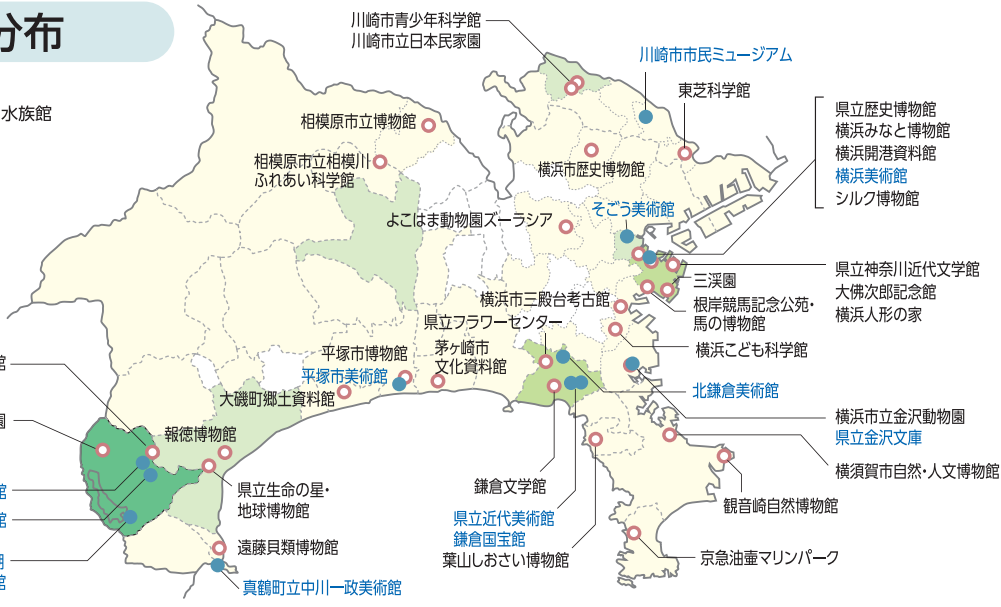 分布
水族館
川崎市青少年科学館
川崎市立日本民家園
川崎市市民ミュージアム
東芝科学館
相模原市立博物館
相模原市立相模川
ふれあい科学館
横浜市歴史博物館
県立歴史博物館
横浜みなと博物館
横浜開港資料館
横浜美術館
シルク博物館
よこはま動物園ズーラシア
そごう美術館
県立神奈川近代文学館
大佛次郎記念館
横浜人形の家
三渓園
根岸競馬記念公苑・
馬の博物館
横浜市三殿台考古館
県立フラワーセンター
横浜こども科学館
平塚市博物館
平塚市美術館
茅ヶ崎市
文化資料館
大磯町郷土資料館
北鎌倉美術館
横浜市立金沢動物園
県立金沢文庫
報徳博物館
横須賀市自然・人文博物館
観音崎自然博物館
県立生命の星・
地球博物館
鎌倉文学館
県立近代美術館
鎌倉国宝館
葉山しおさい博物館
遠藤貝類博物館
真鶴町立中川一政美術館
京急油壷マリンパーク
館
園
館
館
館